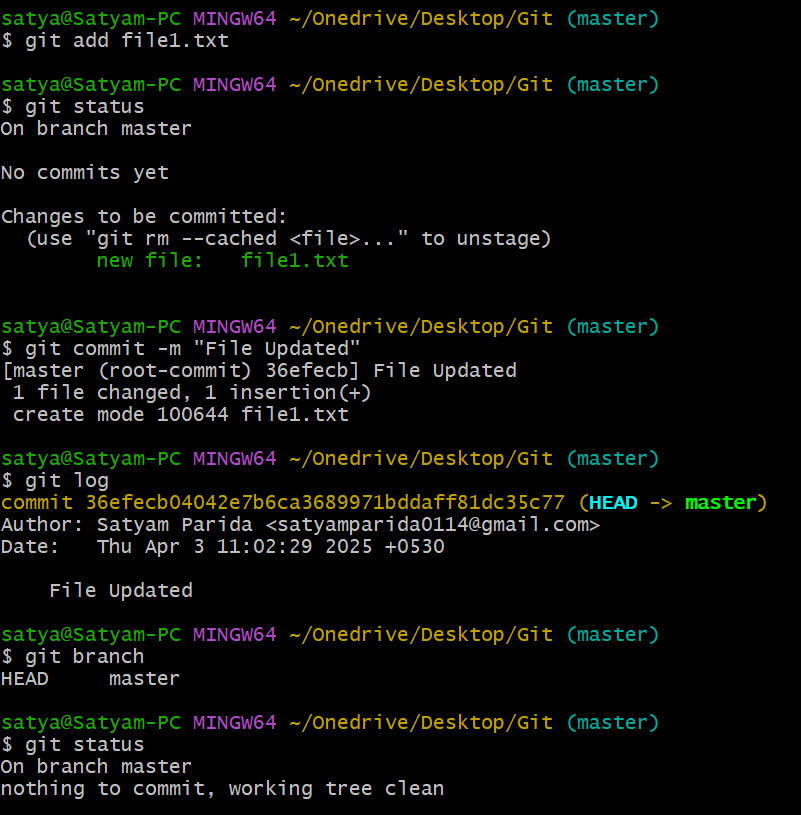 satya@Satyam-PC MINGW64 ~/Onedrive/Desktop/Git (master)
$ git add file1.txt
satya@Satyam-PC MINGW64 ~/Onedrive/Desktop/Git (master)
$ git status
On branch master
No commits yet
Changes to be committed:
  (use "git rm --cached <file>..." to unstage)
        new file:   file1.txt
satya@Satyam-PC MINGW64 ~/Onedrive/Desktop/Git (master)
$ git commit -m "File Updated"
[master (root-commit) 36efecb] File Updated
 1 file changed, 1 insertion(+)
 create mode 100644 file1.txt
satya@Satyam-PC MINGW64 ~/Onedrive/Desktop/Git (master)
$ git log
commit 36efecb04042e7b6ca3689971bddaff81dc35c77 (HEAD -> master)
Author: Satyam Parida <satyamparida0114@gmail.com>
Date:   Thu Apr 3 11:02:29 2025 +0530
    File Updated
satya@Satyam-PC MINGW64 ~/Onedrive/Desktop/Git (master)
$ git branch
HEAD     master
satya@Satyam-PC MINGW64 ~/Onedrive/Desktop/Git (master)
$ git status
On branch master
nothing to commit, working tree clean